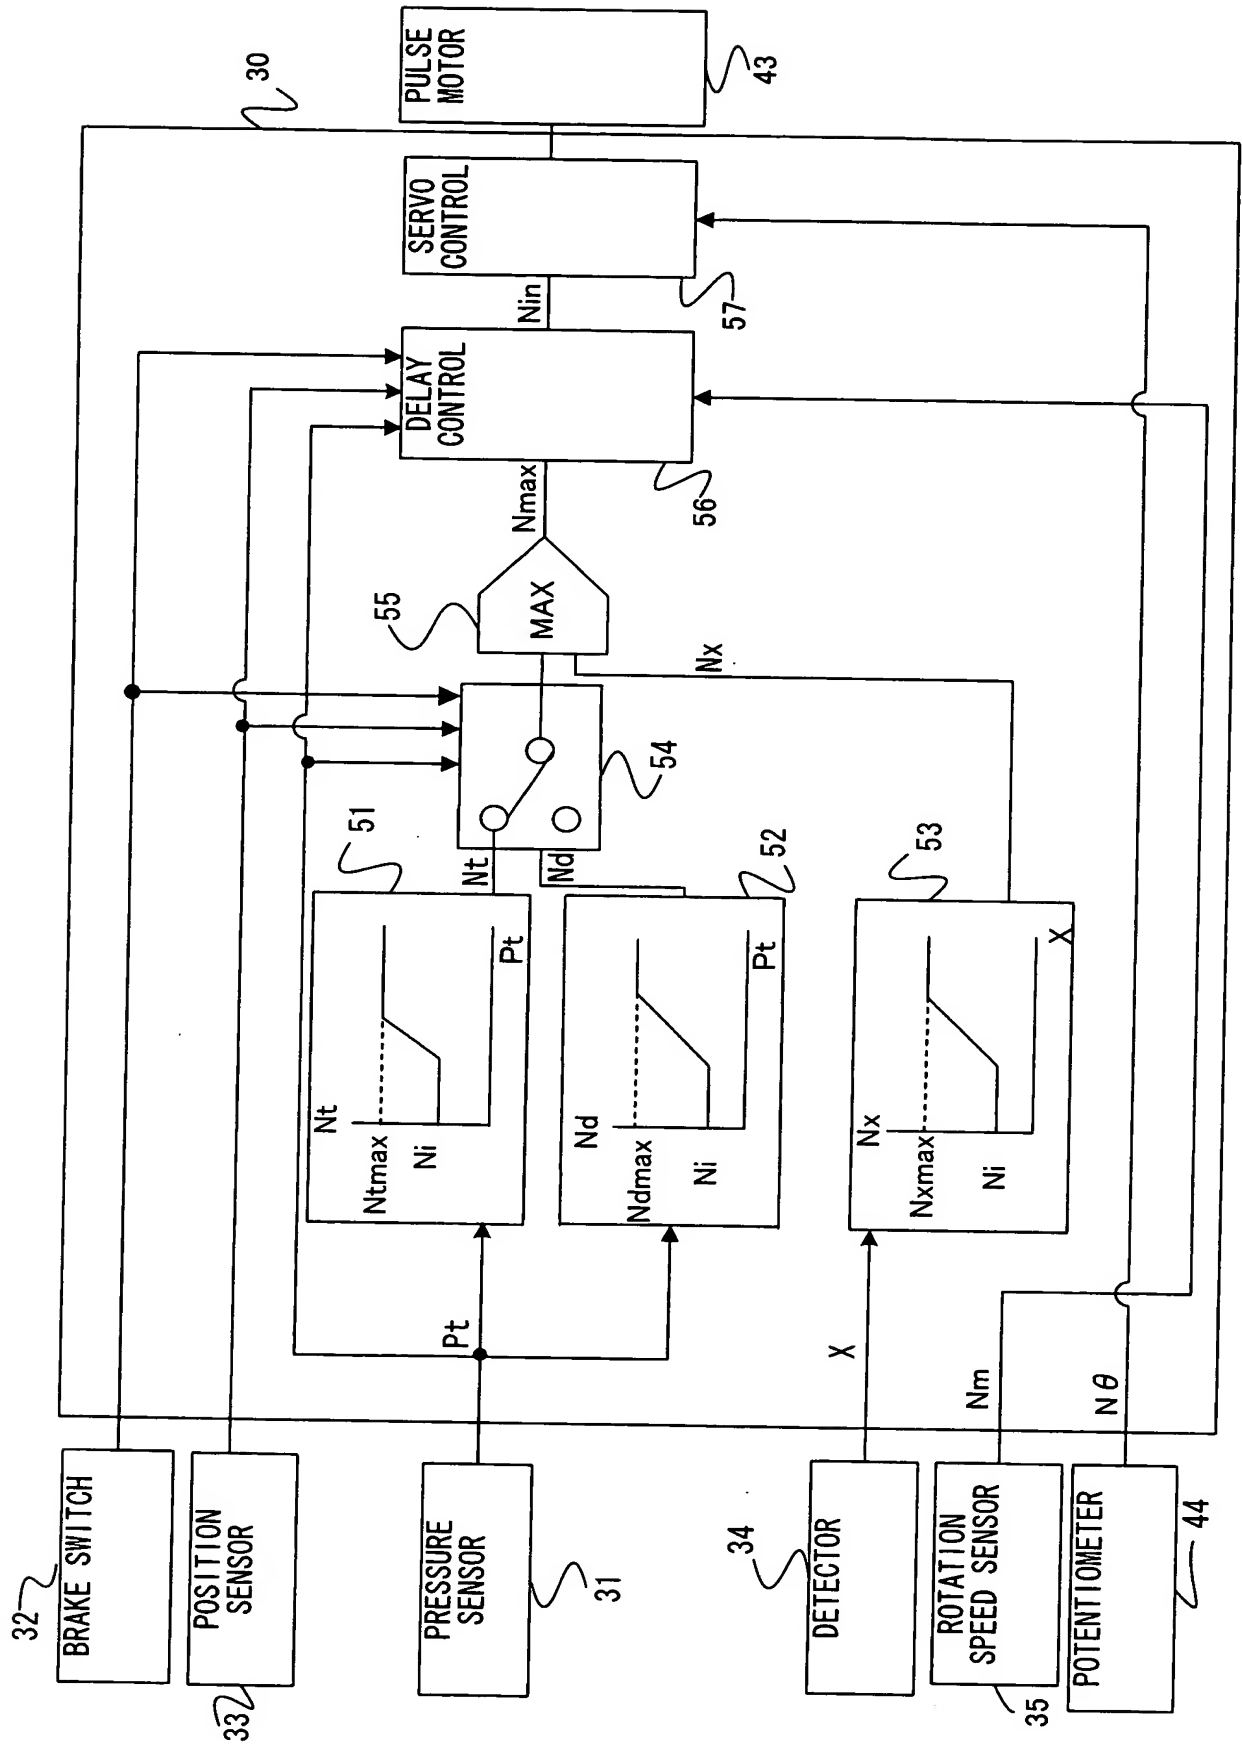 32
BRAKE SWITCH
33
POSITION
SENSOR
PRESSURE
SENSOR
31
34
DETECTOR
ROTATION
SPEED SENSOR
35
POTENTIOMETER
44
30
Pt
X
Nm
Nθ
51
Nt
Ntmax
Ni
Pt
52
Nd
Ndmax
Ni
Pt
53
Nx
Nxmax
Ni
X
Nt
Nd
54
55
MAX
Nx
Nmax
DELAY
CONTROL
56
Nin
SERVO
CONTROL
57
PULSE
MOTOR
43